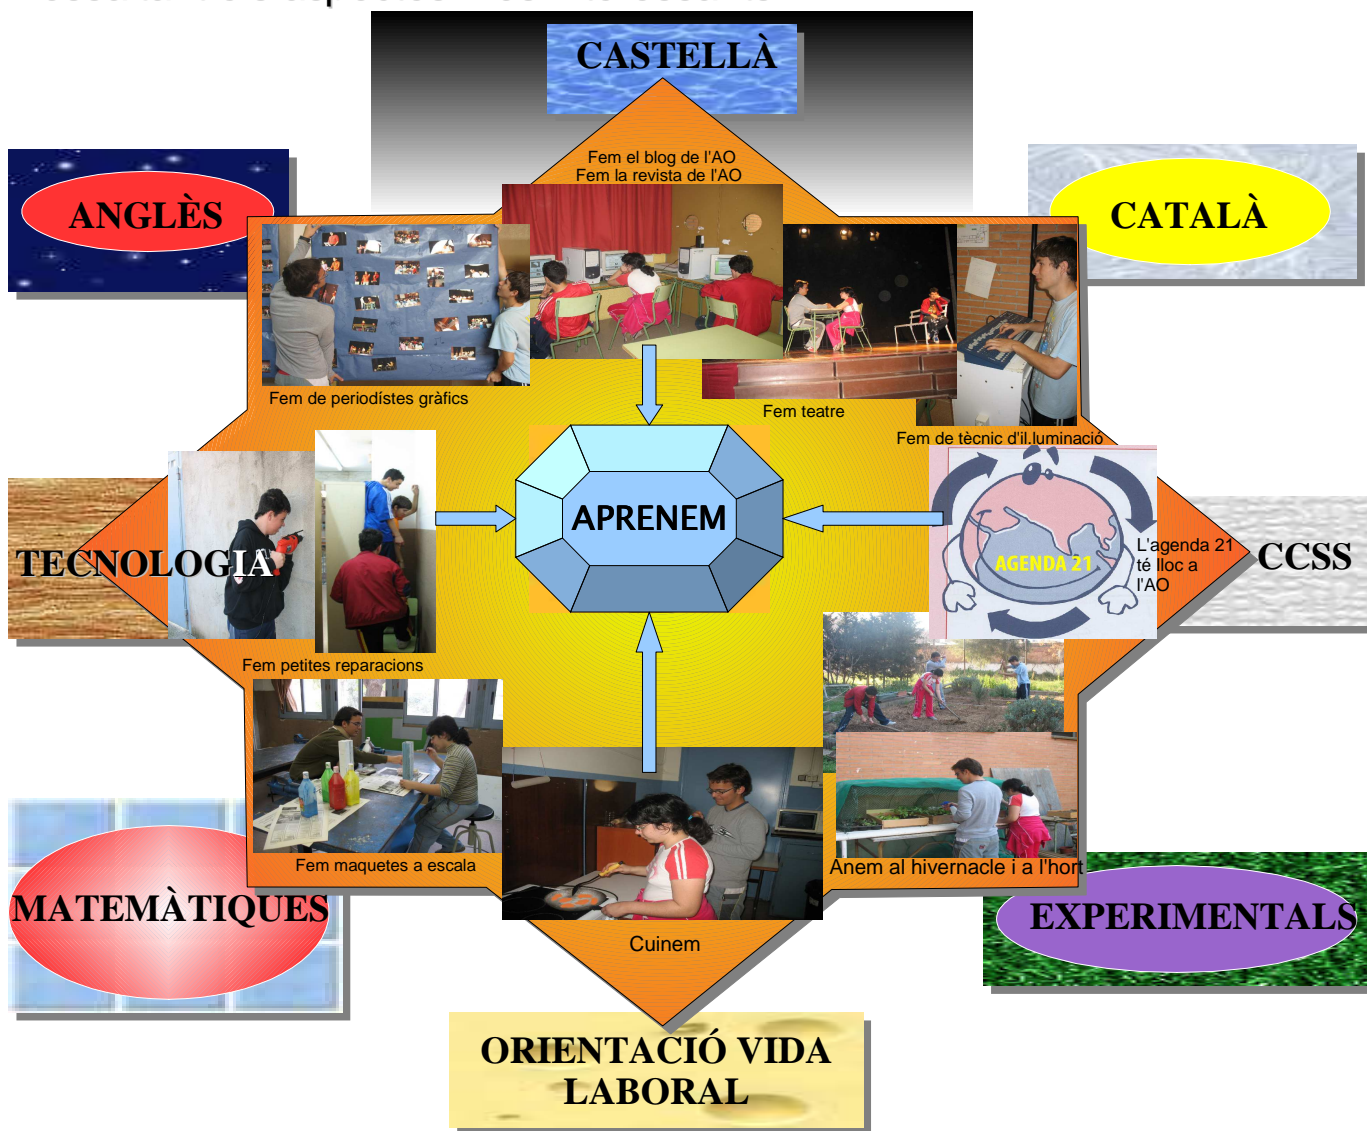 CASTELLÀ
Fem el blog de l'AO
Fem la revista de l'AO
ANGLÈS
CATALÀ
Fem de periodístes gràfics
Fem teatre
Fem de tècnic d'il.luminació
APRENEM
AGENDA 21
L'agenda 21
té lloc a
l'AO
TECNOLOGIA.
CCSS
Fem petites reparacions
Fem maquetes a escala
Anem al hivernacle i a l'hort
MATEMÀTIQUES
EXPERIMENTALS
Cuinem
ORIENTACIÓ VIDA
LABORAL